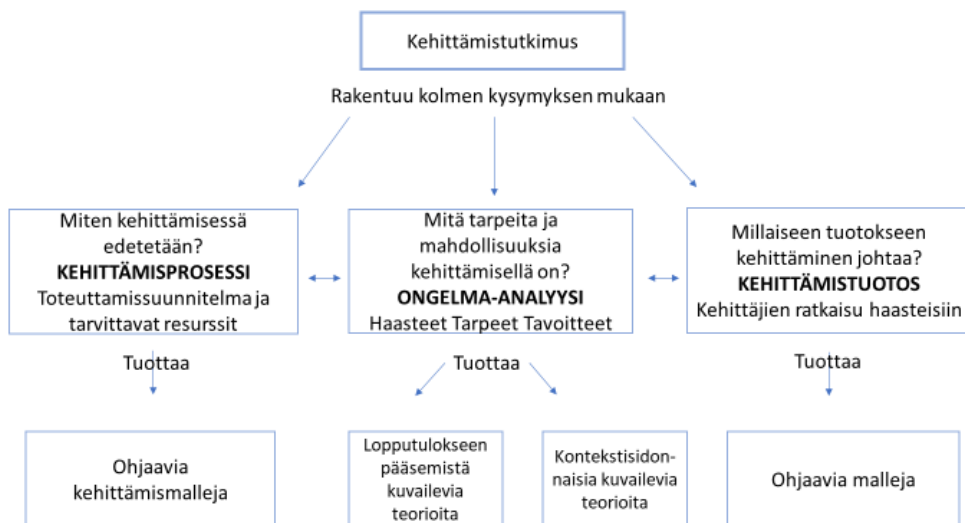 Kehittämistutkimus
Rakentuu kolmen kysymyksen mukaan
Miten kehittämisessä
edetetään?
KEHITTÄMISPROSESSI
Toteuttamissuunnitelma ja
tarvittavat resurssit
Mitä tarpeita ja
mahdollisuuksia
kehittämisellä on?
ONGELMA-ANALYYSI
Haasteet Tarpeet Tavoitteet
Millaiseen tuotokseen
kehittäminen johtaa?
KEHITTÄMISTUOTOS
Kehittäjien ratkaisu haasteisiin
Tuottaa
Tuottaa
Tuottaa
Ohjaavia
kehittämismalleja
Lopputulokseen
pääsemistä
kuvailevia
teorioita
Kontekstisidon-
naisia kuvailevia
teorioita
Ohjaavia malleja